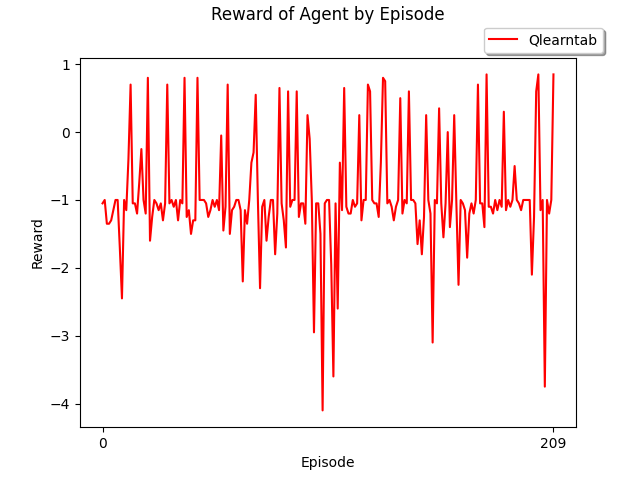 Reward of Agent by Episode
Qlearntab
1
0
−1
−2
−3
−4
Reward
0
209
Episode